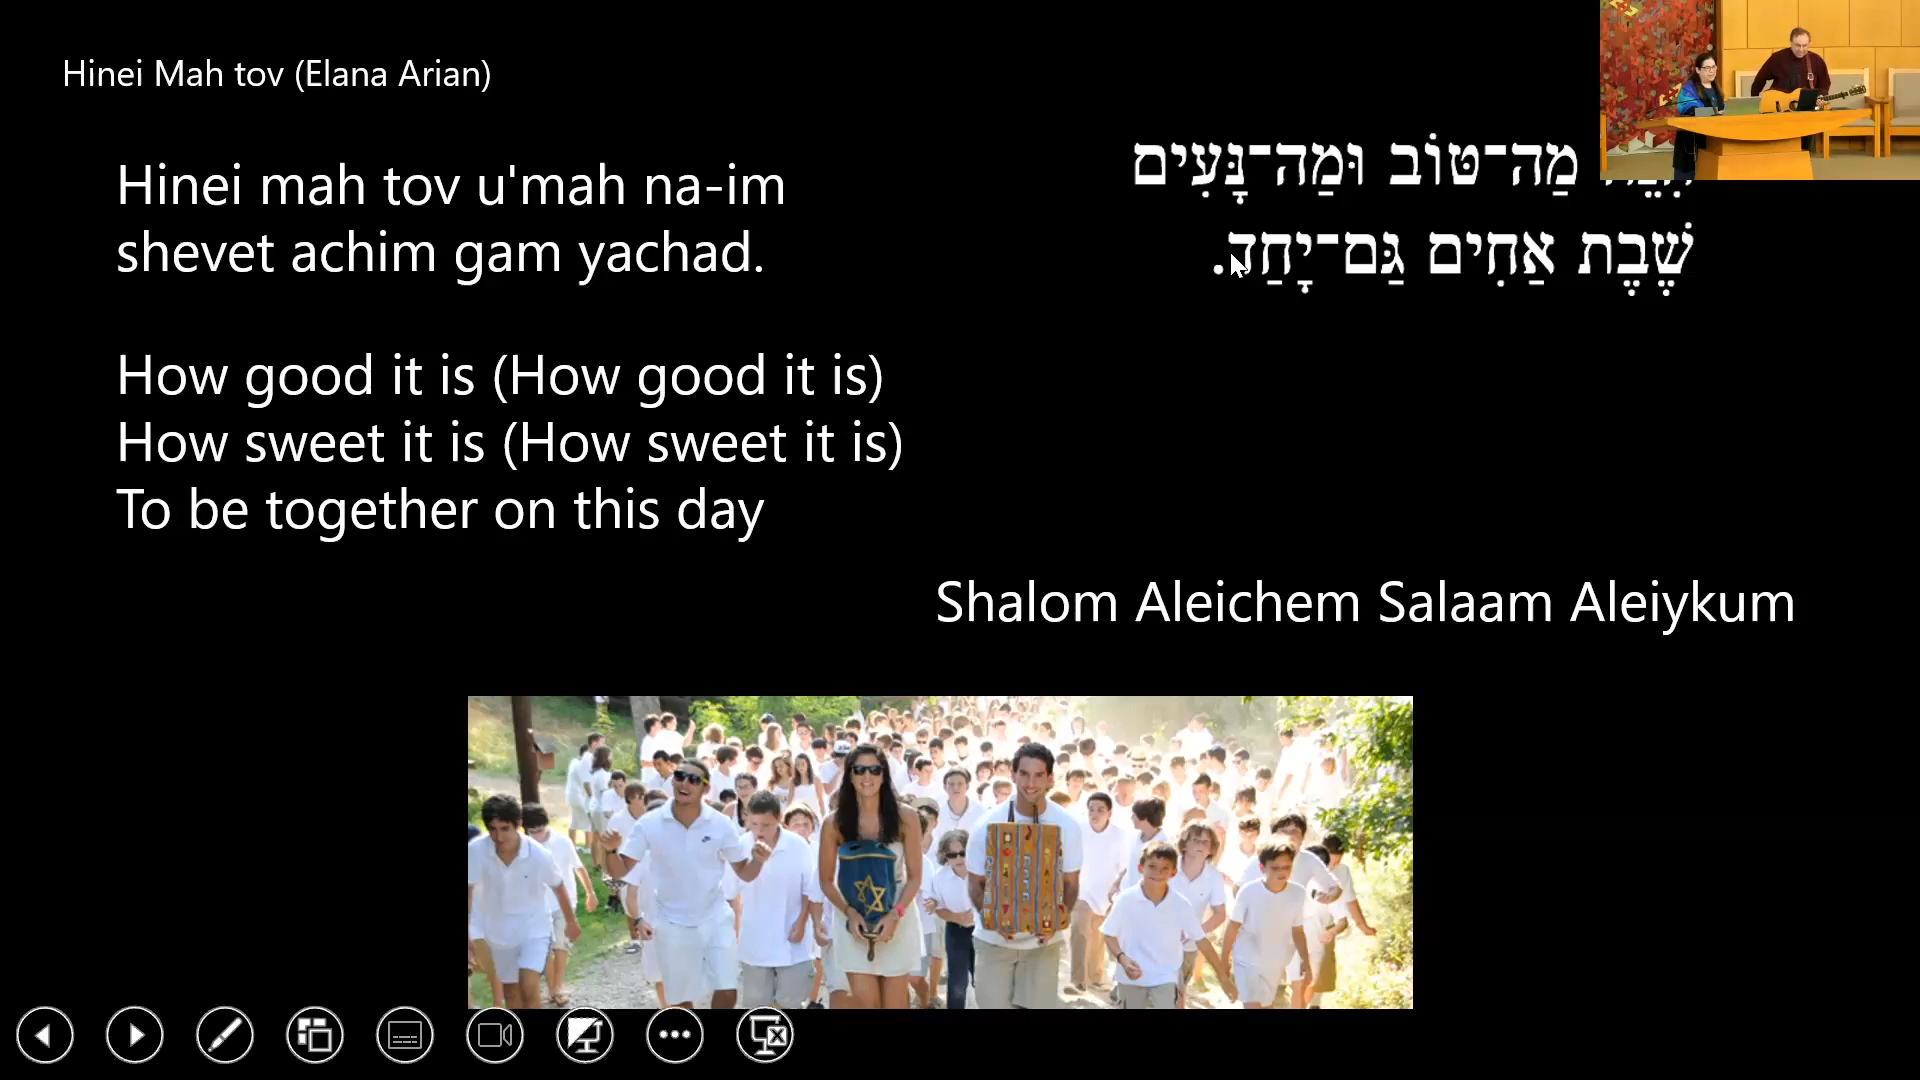 Hinei Mah tov (Elana Arian)
Hinei mah tov u'mah na-im
shevet achim gam yachad.
מַה־טּוֹב וּמַה־נָּעִים
שֶׁבֶת אַחִים גַּם־יָחַד.
How good it is (How good it is)
How sweet it is (How sweet it is)
To be together on this day
Shalom Aleichem Salaam Aleiykum